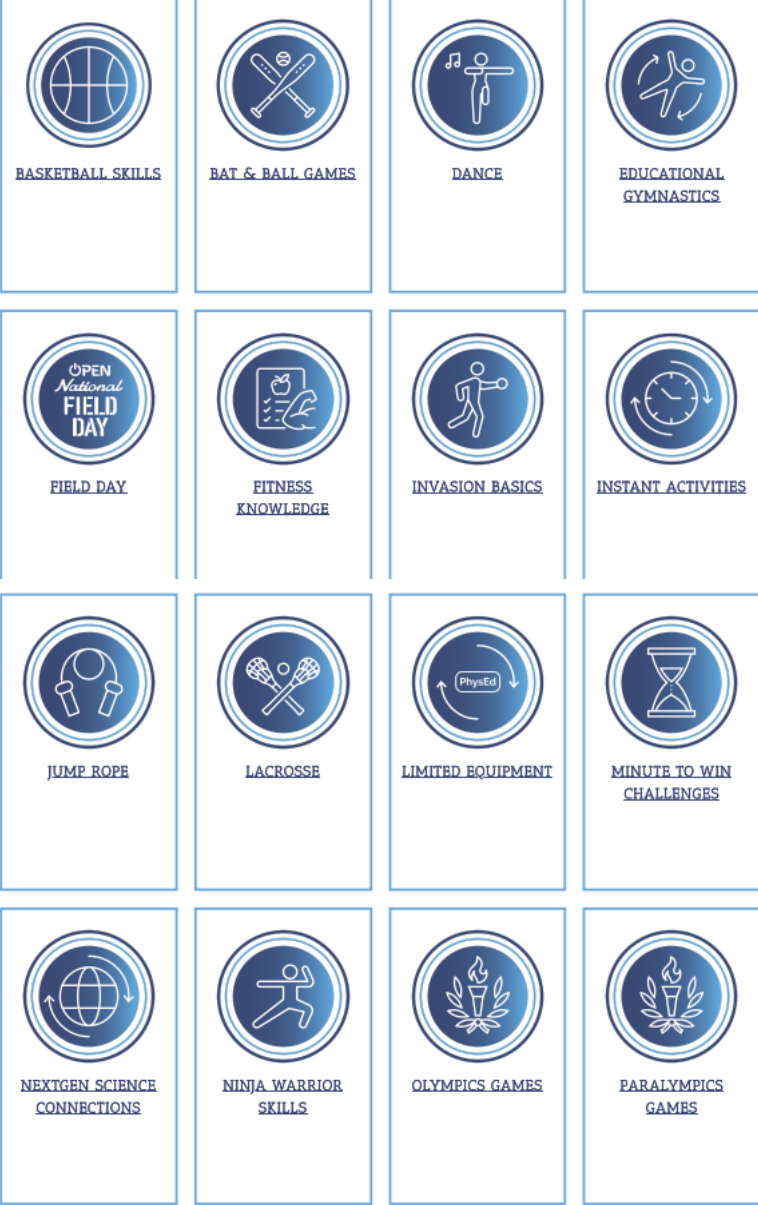 BASKETBALL SKILLS
BAT & BALL GAMES
DANCE
EDUCATIONAL
GYMNASTICS
OPEN
National
FIELD
DAY
FIELD DAY
FITNESS
KNOWLEDGE
INVASION BASICS
INSTANT ACTIVITIES
JUMP ROPE
LACROSSE
PhysEd
LIMITED EQUIPMENT
MINUTE TO WIN
CHALLENGES
NEXTGEN SCIENCE
CONNECTIONS
NINJA WARRIOR
SKILLS
OLYMPICS GAMES
PARALYMPICS
GAMES